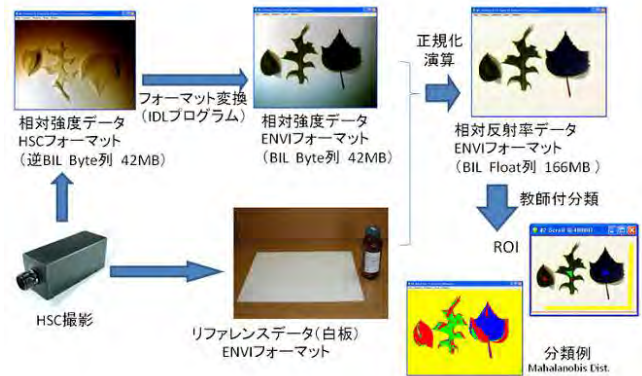 相対強度データ
HSCフォーマット
(逆BIL Byte列 42MB)
フォーマット変換
(IDLプログラム)
相対強度データ
ENVIフォーマット
(BIL Byte列 42MB)
正規化
演算
相対反射率データ
ENVIフォーマット
(BIL Float列 166MB)
教師付分類
ROI
HSC撮影
リファレンスデータ(白板)
ENVIフォーマット
分類例
Mahalanobis Dist.